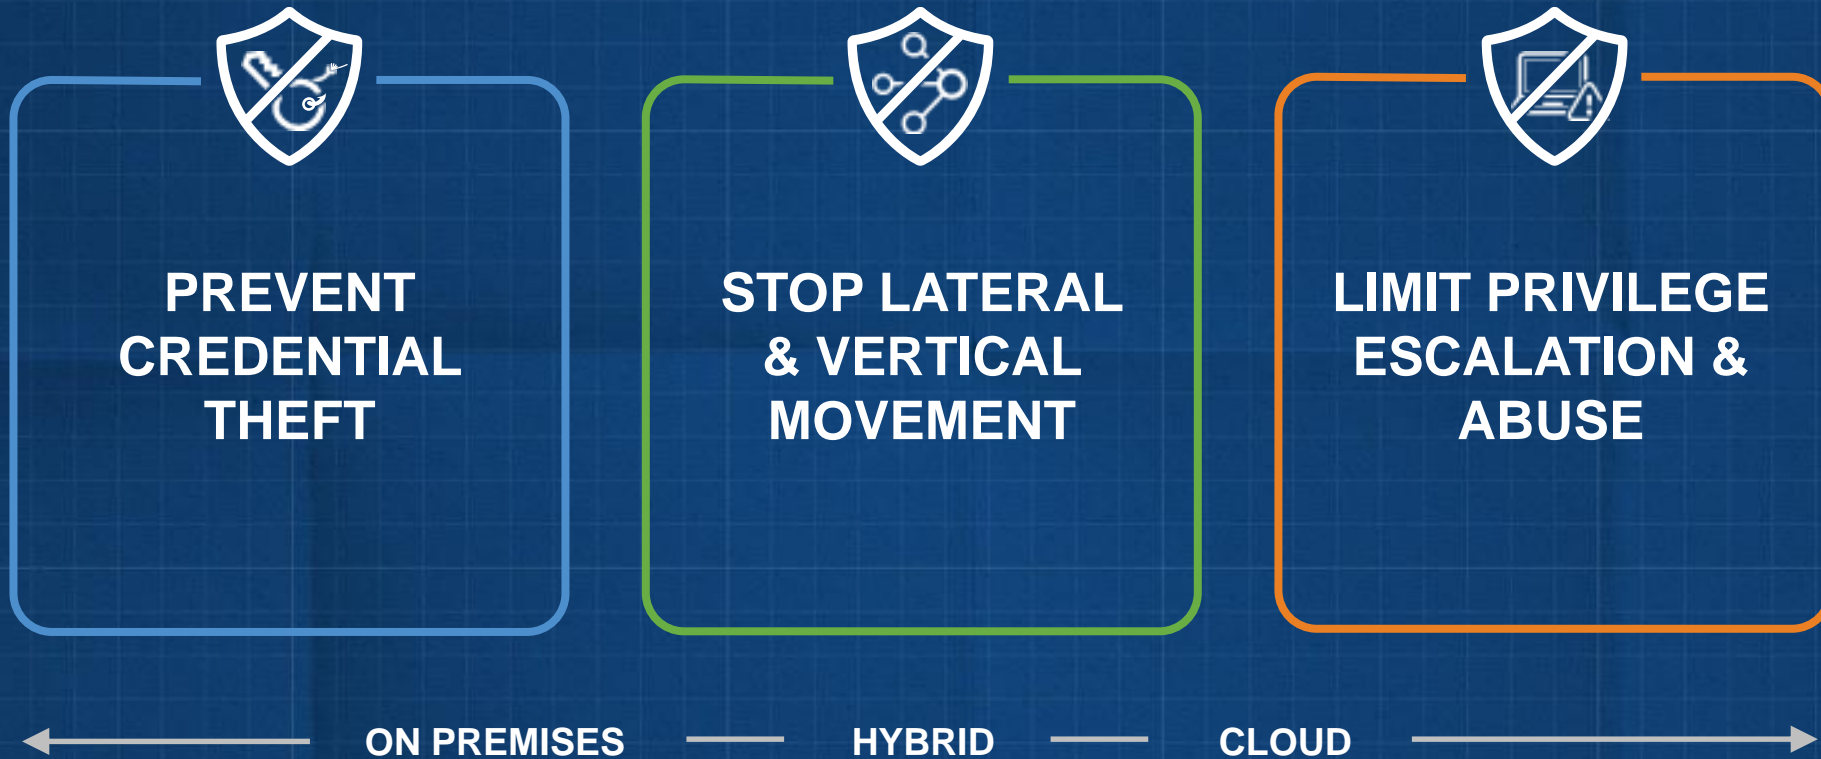 PREVENT
CREDENTIAL
THEFT
STOP LATERAL
& VERTICAL
MOVEMENT
LIMIT PRIVILEGE
ESCALATION &
ABUSE
ON PREMISES
HYBRID
CLOUD